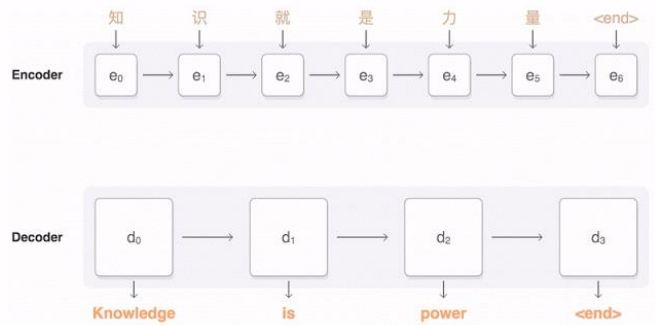 知 识 就 是 力 量 <end>
Encoder e₀ e₁ e₂ e₃ e₄ e₅ e₆
Decoder d₀ d₁ d₂ d₃
Knowledge is power <end>